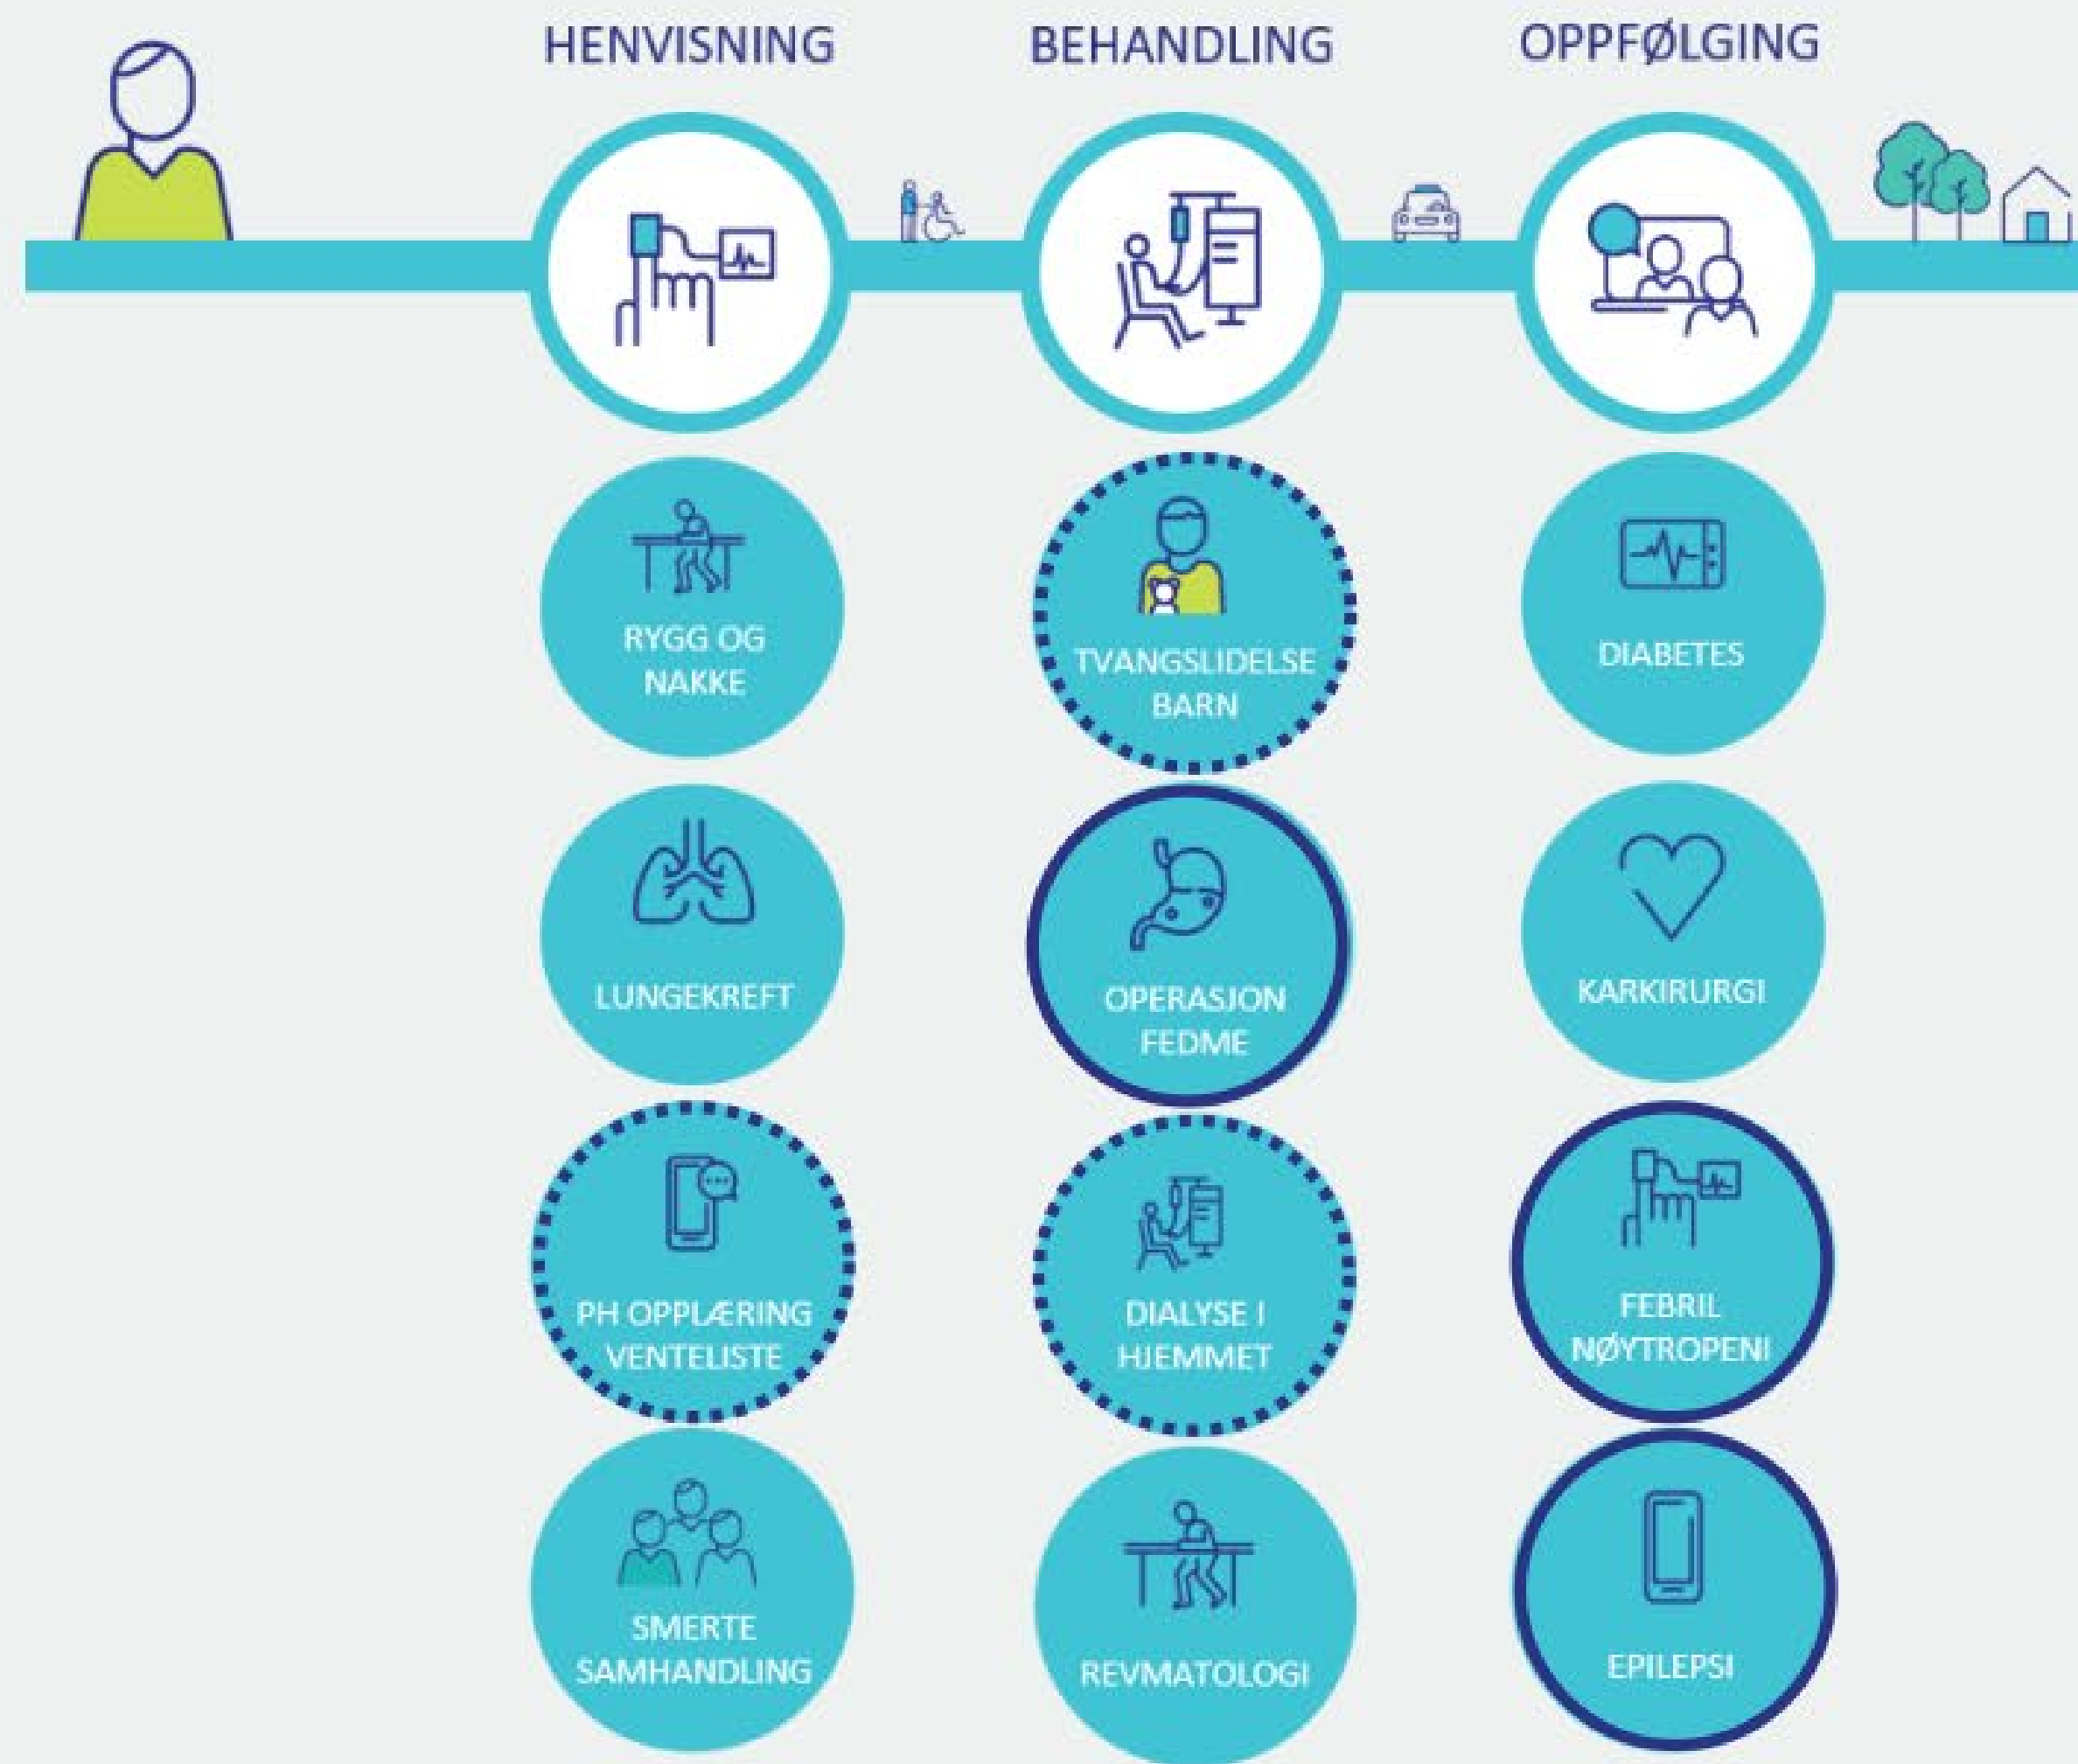 HENVISNING
BEHANDLING
OPPFØLGING
RYGG OG
NAKKE
LUNGEKREFT
PH OPPLÆRING
VENTELISTE
SMERTE
SAMHANDLING
TVANGSLIDELSE
BARN
OPERASJON
FEDME
DIALYSE I
HJEMMET
REVMATOLOGI
DIABETES
KARKIRURGI
FEBRIL
NØYTROPENI
EPILEPSI